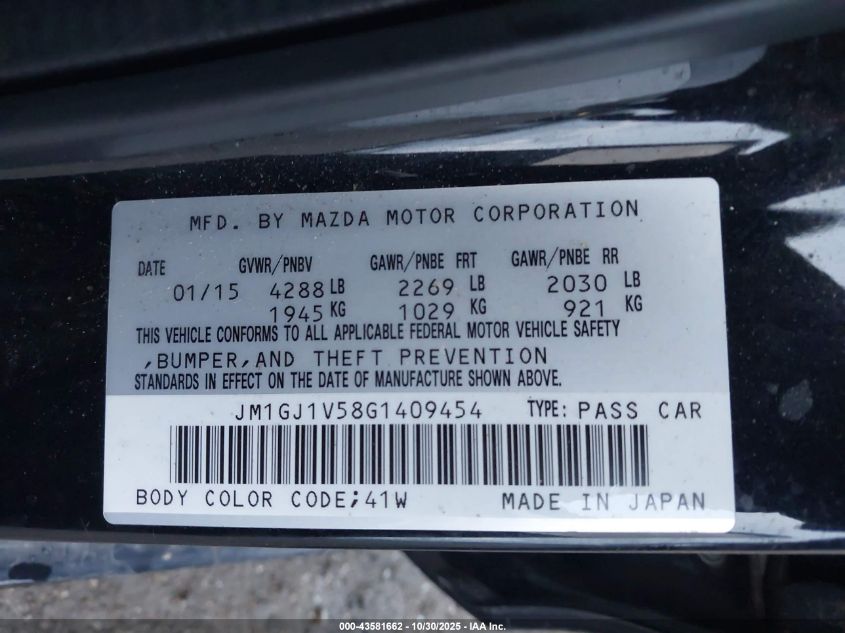 MFD. BY MAZDA MOTOR CORPORATION
DATE GVWR/PNBV GAWR/PNBE FRT GAWR/PNBE RR
01/15 4288 LB 2269 LB 2030 LB
1945 KG 1029 KG 921 KG
THIS VEHICLE CONFORMS TO ALL APPLICABLE FEDERAL MOTOR VEHICLE SAFETY
,BUMPER,AND THEFT PREVENTION
STANDARDS IN EFFECT ON THE DATE OF MANUFACTURE SHOWN ABOVE.
JM1GJ1V58G1409454 TYPE: PASS CAR
BODY COLOR CODE;41W MADE IN JAPAN
000-43581662 - 10/30/2025 - IAA Inc.